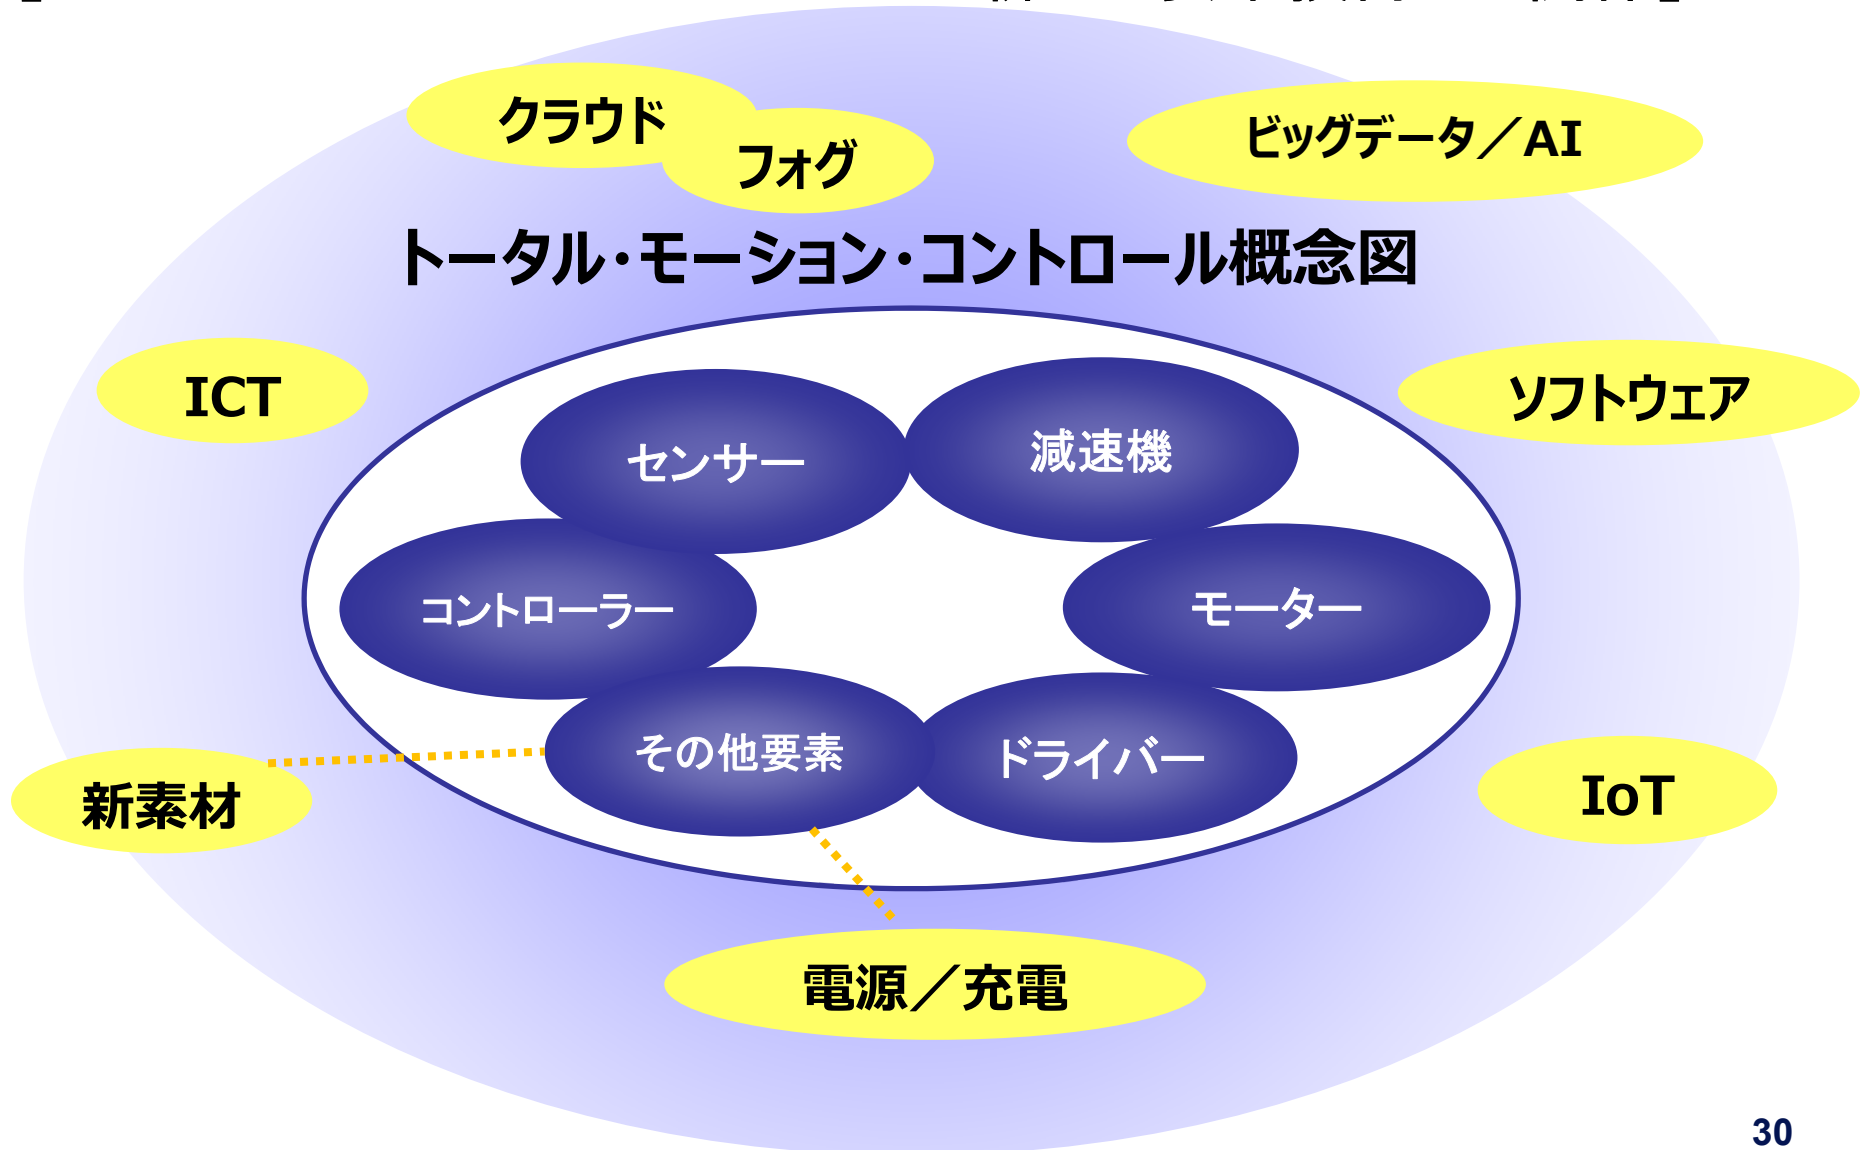 クラウド
フォグ
ビッグデータ／AI
トータル・モーション・コントロール概念図
ICT
ソフトウェア
センサー
減速機
コントローラー
モーター
その他要素
ドライバー
新素材
IoT
電源／充電
30